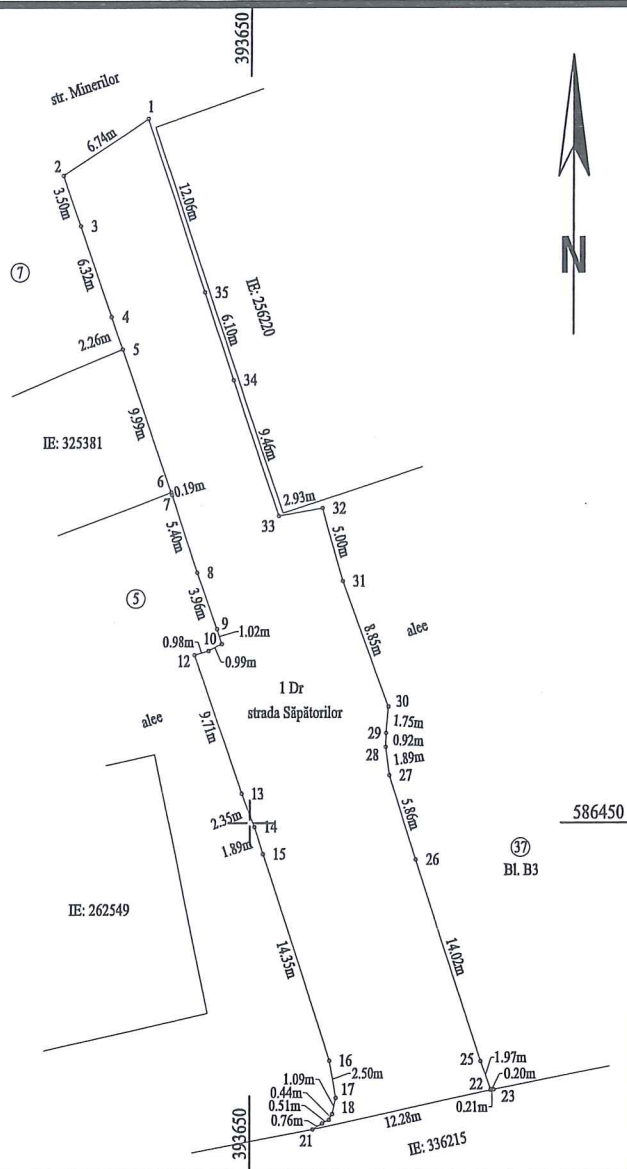 393650
str. Minerilor
1
6.74m
2
3.50m
3
12.06m
6.32m
7
35
IE: 256220
4
2.26m
5
6.10m
34
9.99m
9.46m
IE: 325381
6
0.19m
7
2.93m
32
33
5.40m
5.00m
8
31
5
3.96m
9
1.02m
10
0.98m
12
0.99m
8.85m
alee
1 Dr
strada Săpătorilor
30
1.75m
29
0.92m
28
1.89m
27
alee
9.71m
13
2.35m
14
1.89m
15
5.86m
586450
26
37
Bl. B3
IE: 262549
14.35m
14.02m
16
25
1.97m
2.50m
0.20m
1.09m
17
22
23
0.44m
18
0.21m
0.51m
0.76m
21
12.28m
393650
IE: 336215
N